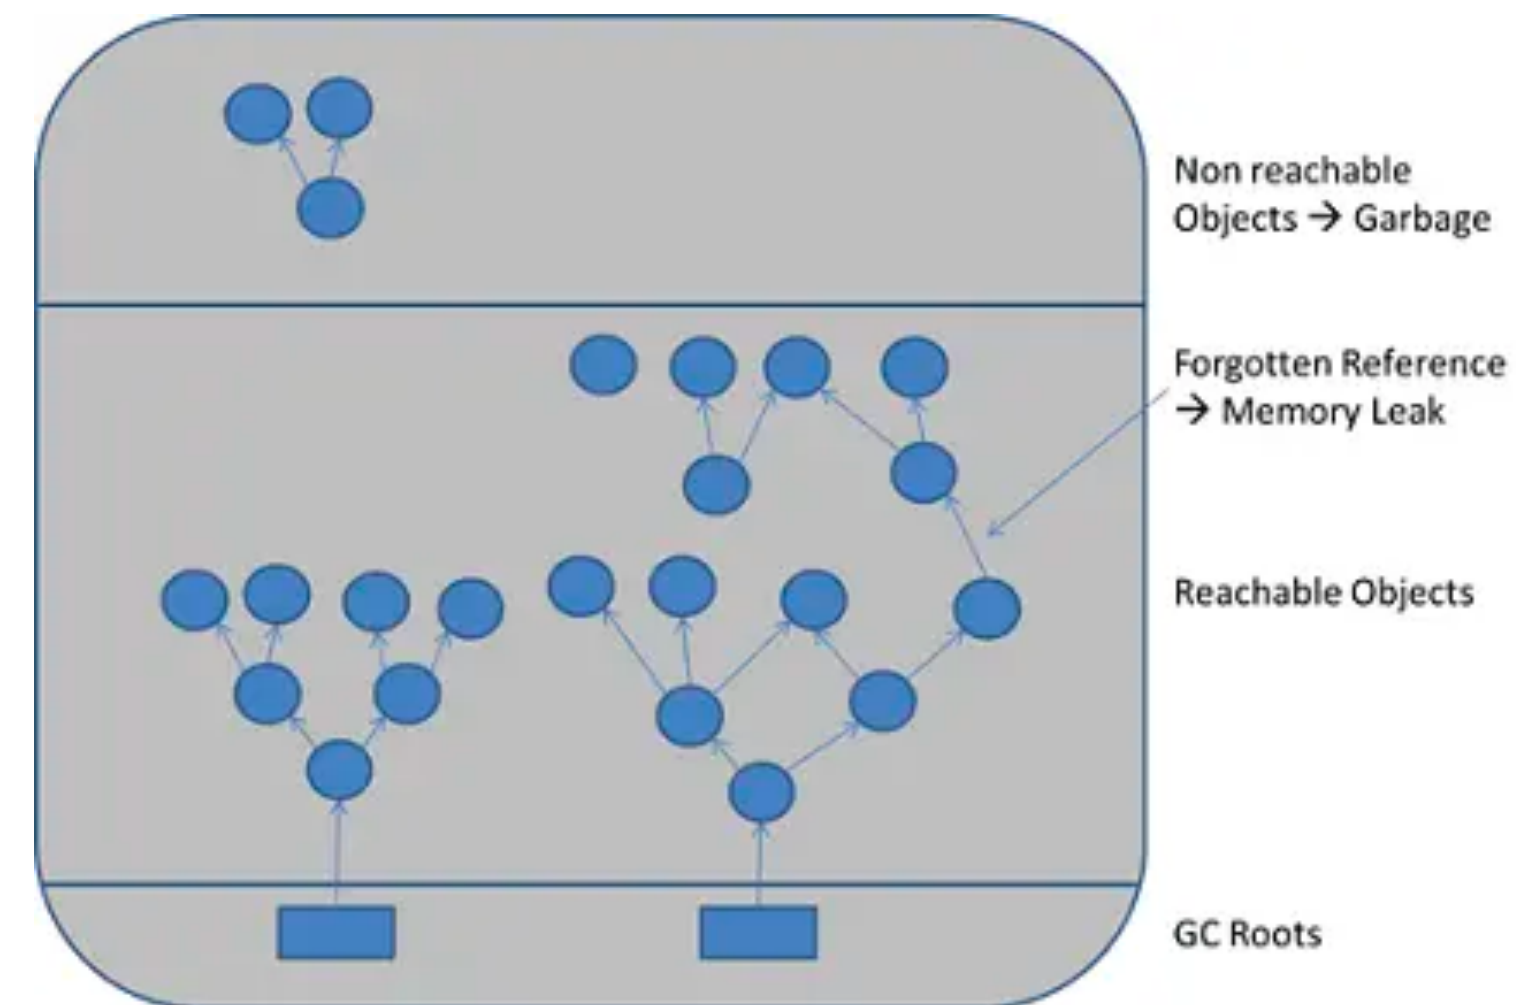 Non reachable
Objects → Garbage
Forgotten Reference
→ Memory Leak
Reachable Objects
GC Roots